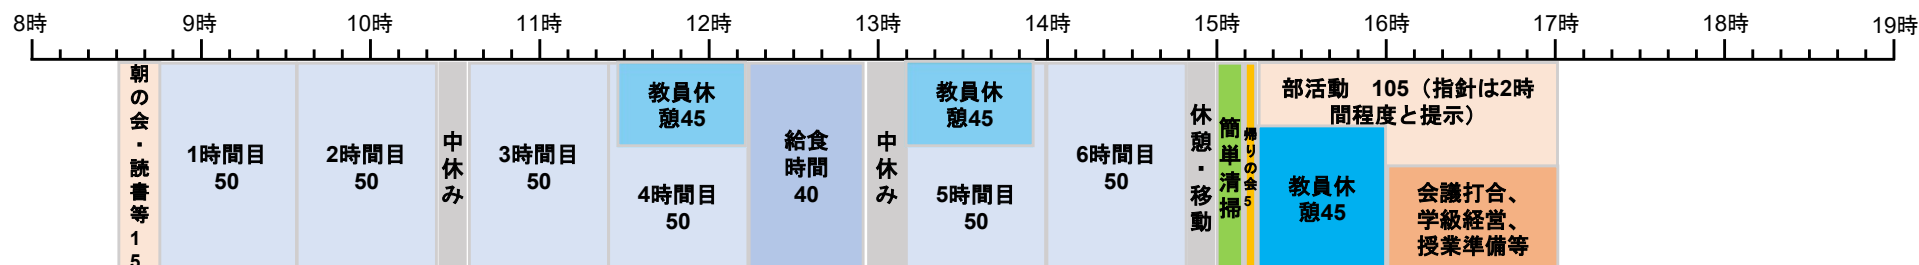 8時
9時
10時
11時
12時
13時
14時
15時
16時
17時
18時
19時
朝の会・読書等15
1時間目
50
2時間目
50
中休み
3時間目
50
教員休
憩45
4時間目
50
給食
時間
40
中休み
教員休
憩45
5時間目
50
6時間目
50
休憩・移動
簡単清掃
帰りの会5
部活動　105（指針は2時
間程度と提示）
教員休
憩45
会議打合、
学級経営、
授業準備等